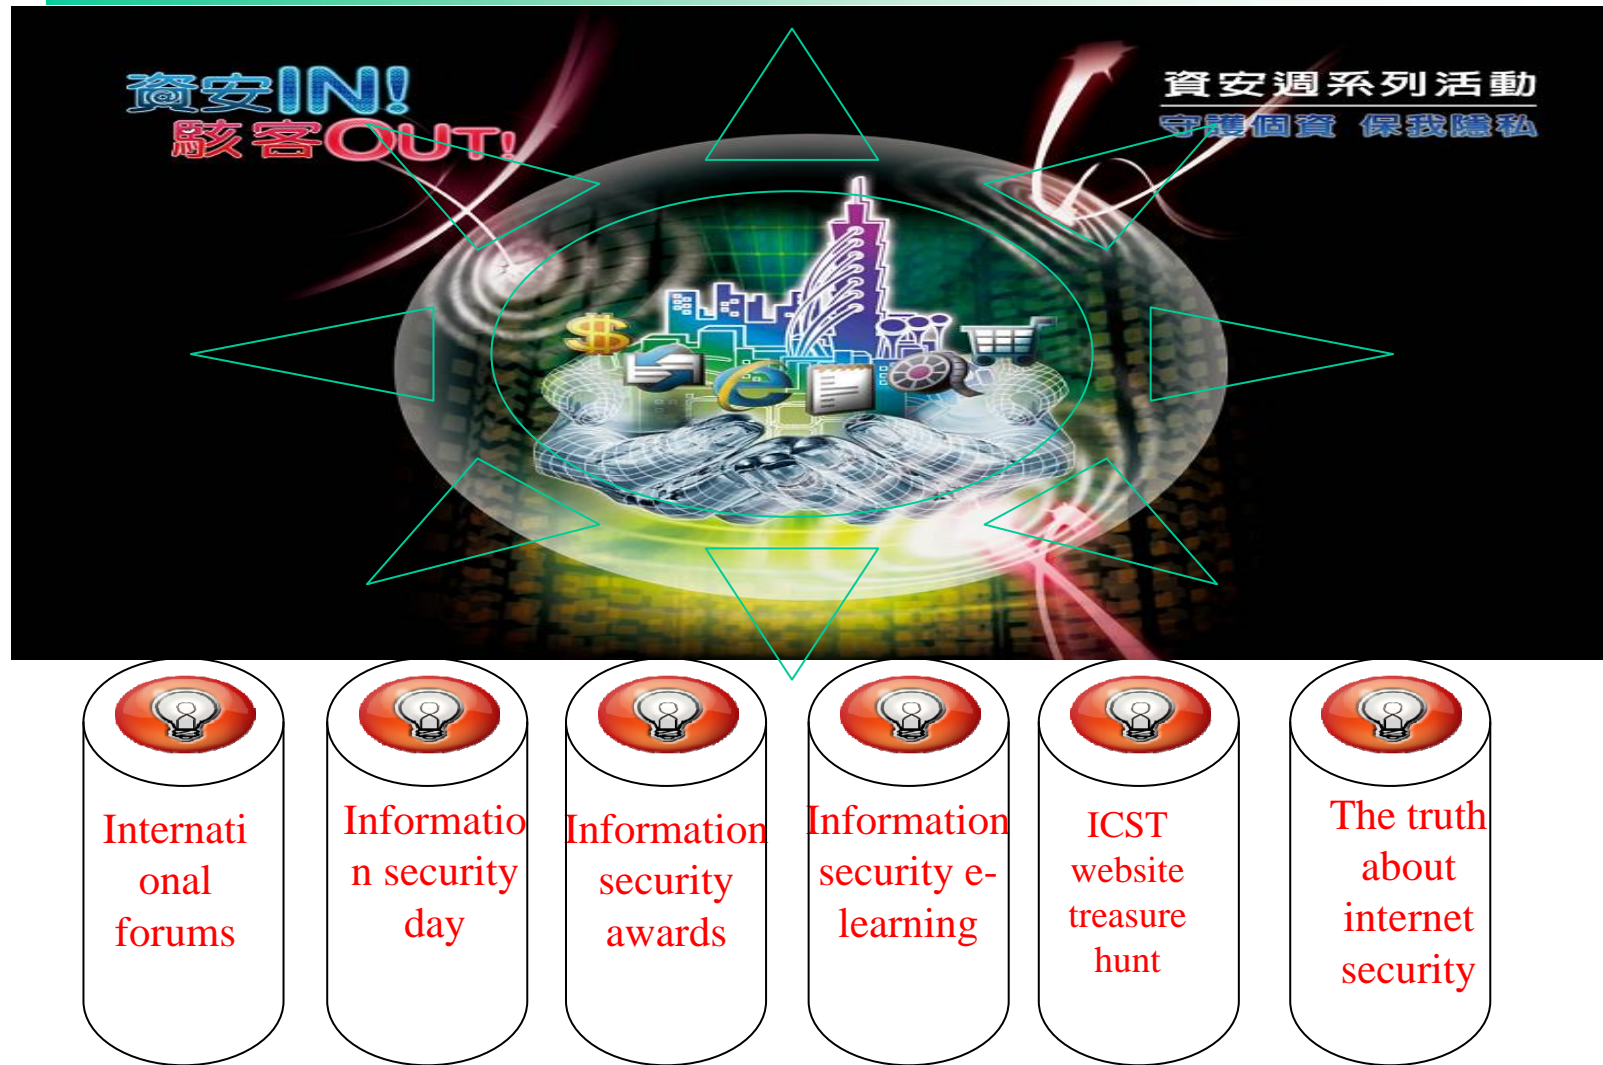 資安IN!
駭客OUT!
資安週系列活動
守護個資 保我隱私
Internati
onal
forums
Informatio
n security
day
Information
security
awards
Information
security e-
learning
ICST
website
treasure
hunt
The truth
about
internet
security